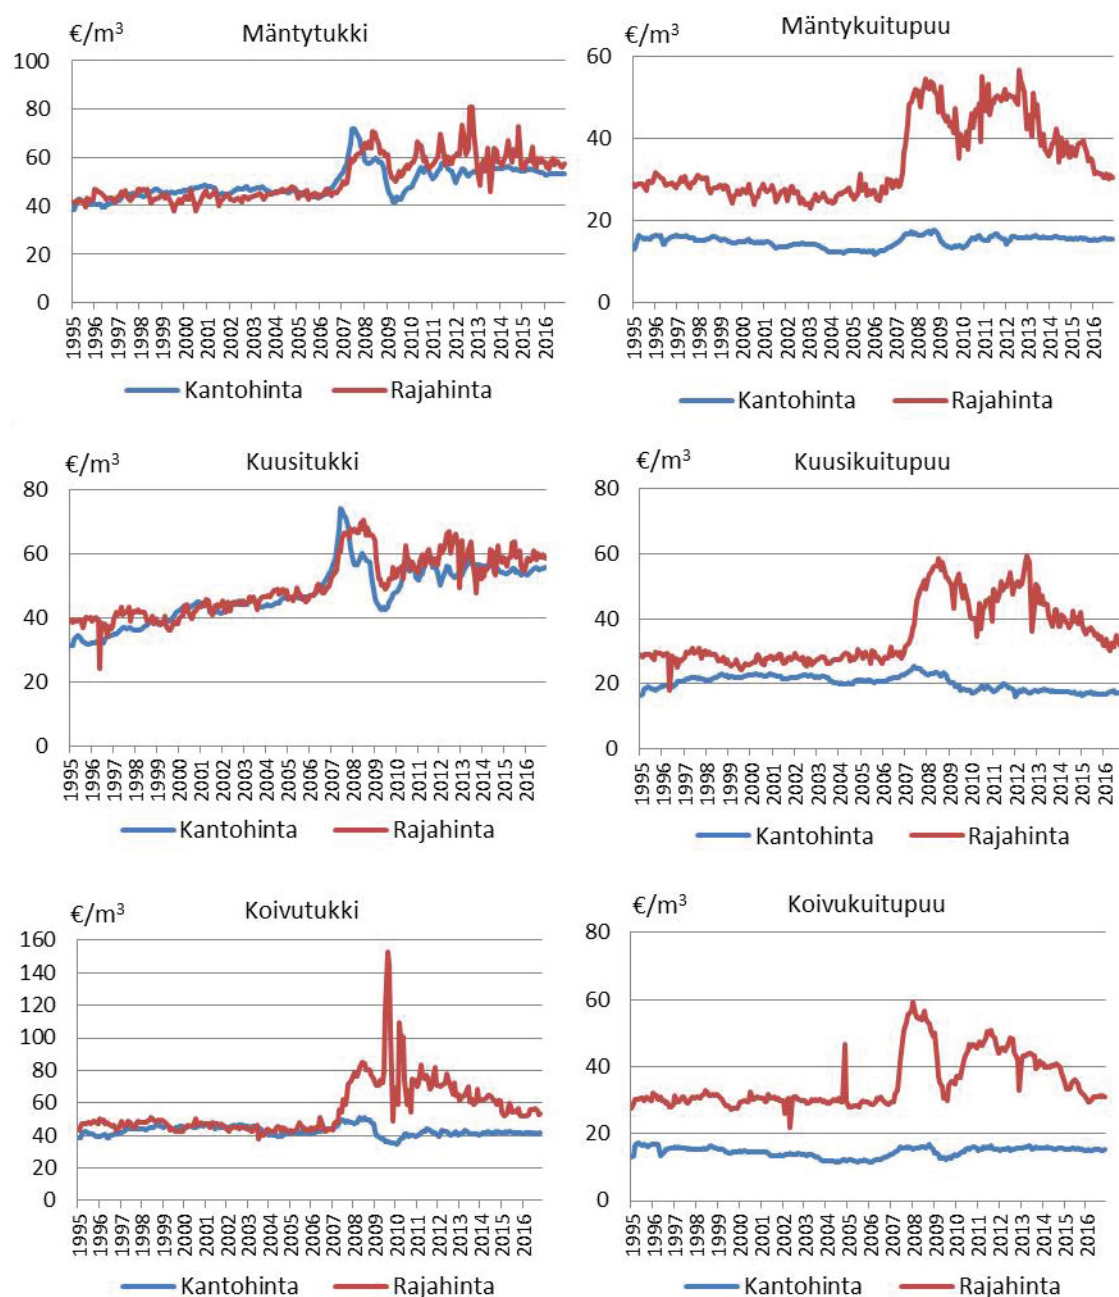 €/m³ Mäntytukki
100
80
60
40
20
0
1995 1996 1997 1998 1999 2000 2001 2002 2003 2004 2005 2006 2007 2008 2009 2010 2011 2012 2013 2014 2015 2016
Kantohinta Rajahinta
€/m³ Mäntykuitupuu
60
40
20
0
1995 1996 1997 1998 1999 2000 2001 2002 2003 2004 2005 2006 2007 2008 2009 2010 2011 2012 2013 2014 2015 2016
Kantohinta Rajahinta
€/m³ Kuusitukki
80
60
40
20
0
1995 1996 1997 1998 1999 2000 2001 2002 2003 2004 2005 2006 2007 2008 2009 2010 2011 2012 2013 2014 2015 2016
Kantohinta Rajahinta
€/m³ Kuusikuitupuu
80
60
40
20
0
1995 1996 1997 1998 1999 2000 2001 2002 2003 2004 2005 2006 2007 2008 2009 2010 2011 2012 2013 2014 2015 2016
Kantohinta Rajahinta
€/m³ Koivutukki
160
140
120
100
80
60
40
20
0
1995 1996 1997 1998 1999 2000 2001 2002 2003 2004 2005 2006 2007 2008 2009 2010 2011 2012 2013 2014 2015 2016
Kantohinta Rajahinta
€/m³ Koivukuitupuu
80
60
40
20
0
1995 1996 1997 1998 1999 2000 2001 2002 2003 2004 2005 2006 2007 2008 2009 2010 2011 2012 2013 2014 2015 2016
Kantohinta Rajahinta